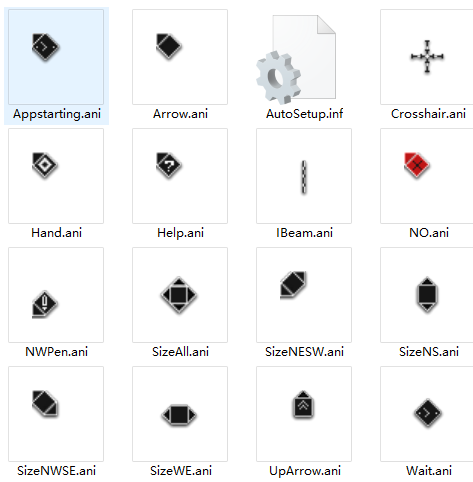 Appstarting.ani
Arrow.ani
AutoSetup.inf
Crosshair.ani
Hand.ani
Help.ani
IBeam.ani
NO.ani
NWPen.ani
SizeAll.ani
SizeNESW.ani
SizeNS.ani
SizeNWSE.ani
SizeWE.ani
UpArrow.ani
Wait.ani